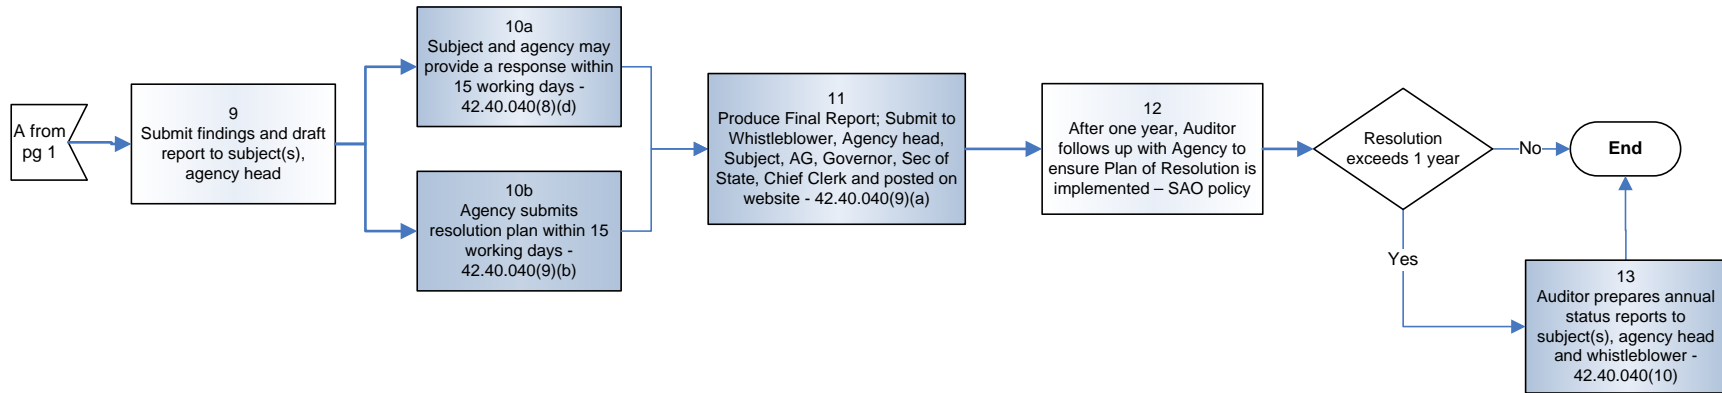 A from
pg 1
9
Submit findings and draft
report to subject(s),
agency head
10a
Subject and agency may
provide a response within
15 working days -
42.40.040(8)(d)
10b
Agency submits
resolution plan within 15
working days -
42.40.040(9)(b)
11
Produce Final Report; Submit to
Whistleblower, Agency head,
Subject, AG, Governor, Sec of
State, Chief Clerk and posted on
website - 42.40.040(9)(a)
12
After one year, Auditor
follows up with Agency to
ensure Plan of Resolution is
implemented – SAO policy
Resolution
exceeds 1 year
No
End
Yes
13
Auditor prepares annual
status reports to
subject(s), agency head
and whistleblower -
42.40.040(10)